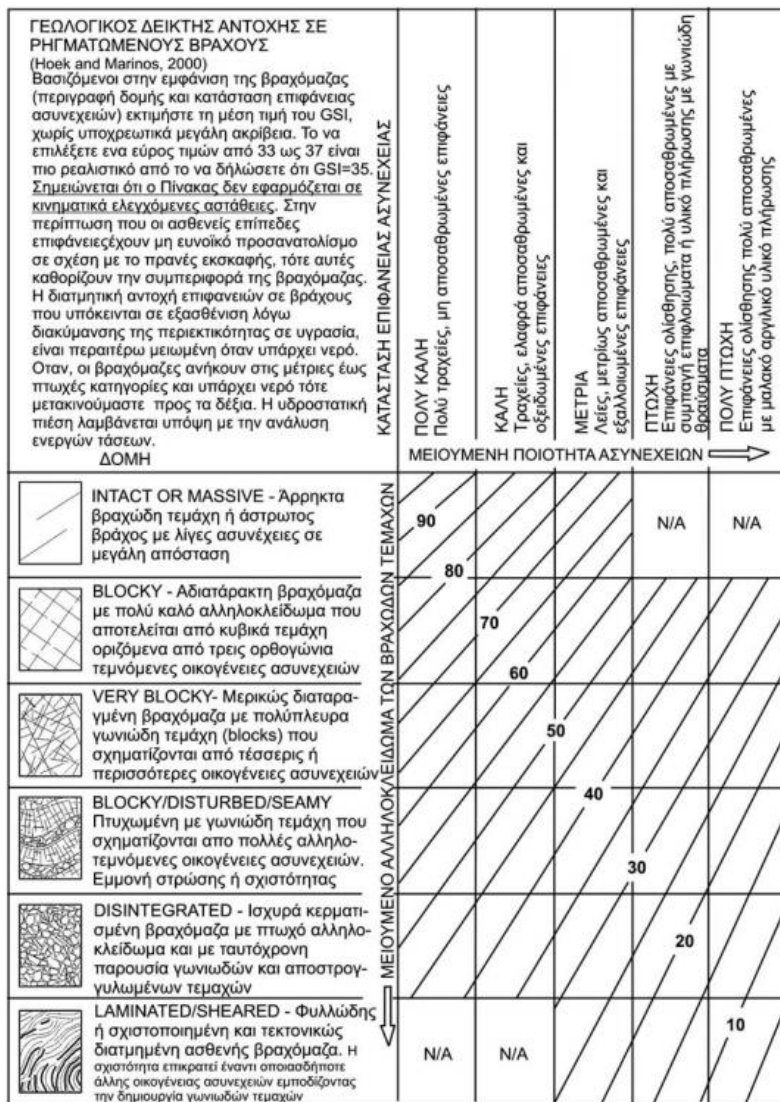 ΓΕΩΛΟΓΙΚΟΣ ΔΕΙΚΤΗΣ ΑΝΤΟΧΗΣ ΣΕ
ΡΗΓΜΑΤΩΜΕΝΟΥΣ ΒΡΑΧΟΥΣ
(Hoek and Marinos, 2000)
Βασιζόμενοι στην εμφάνιση της βραχόμαζας
(περιγραφή δομής και κατάσταση επιφάνειας
ασυνεχειών) εκτιμήστε τη μέση τιμή του GSI,
χωρίς υποχρεωτικά μεγάλη ακρίβεια. Το να
επιλέξετε ενα εύρος τιμών από 33 ως 37 είναι
πιο ρεαλιστικό από το να δηλώσετε ότι GSI=35.
Σημειώνεται ότι ο Πίνακας δεν εφαρμόζεται σε
κινηματικά ελεγχόμενες αστάθειες. Στην
περίπτωση που οι ασθενείς επίπεδες
επιφάνειεςέχουν μη ευνοϊκό προσανατολίσμο
σε σχέση με το πρανές εκσκαφής, τότε αυτές
καθορίζουν την συμπεριφορά της βραχόμαζας.
Η διατμητική αντοχή επιφανειών σε βράχους
που υπόκεινται σε εξασθένιση λόγω
διακύμανσης της περιεκτικότητας σε υγρασία,
είναι περαιτέρω μειωμένη όταν υπάρχει νερό.
Οταν, οι βραχόμαζες ανήκουν στις μέτριες έως
πτωχές κατηγορίες και υπάρχει νερό τότε
μετακινούμαστε προς τα δέξια. Η υδροστατική
πιέση λαμβάνεται υπόψη με την ανάλυση
ενεργών τάσεων.
ΔΟΜΗ
ΚΑΤΑΣΤΑΣΗ ΕΠΙΦΑΝΕΙΑΣ ΑΣΥΝΕΧΕΙΑΣ
ΠΟΛΥ ΚΑΛΗ
Πολύ τραχείες, μη αποσαθρωμένες επιφάνειες
ΚΑΛΗ
Τραχείες, ελαφρά αποσαθρωμένες και
οξειδωμένες επιφάνειες
ΜΕΤΡΙΑ
Λείες, μετρίως αποσαθρωμένες και
εξαλλοιωμένες επιφάνειες
ΠΤΩΧΗ
Επιφάνειες ολίσθησης, πολύ αποσαθρωμένες με
συμπαγή επιφλοιώματα ή υλικό πλήρωσης με γωνιώδη
θραύσματα
ΠΟΛΥ ΠΤΩΧΗ
Επιφάνειες ολίσθησης πολύ αποσαθρωμένες
με μαλακό αργιλικό υλικό πλήρωσης
ΜΕΙΟΥΜΕΝΗ ΠΟΙΟΤΗΤΑ ΑΣΥΝΕΧΕΙΩΝ
ΜΕΙΟΥΜΕΝΟ ΑΛΛΗΛΟΚΛΕΙΔΩΜΑ ΤΩΝ ΒΡΑΧΩΔΩΝ ΤΕΜΑΧΩΝ
INTACT OR MASSIVE - Άρρηκτα
βραχώδη τεμάχη ή άστρωτος
βράχος με λίγες ασυνέχειες σε
μεγάλη απόσταση
90
N/A
N/A
80
BLOCKY - Αδιατάρακτη βραχόμαζα
με πολύ καλό αλληλοκλείδωμα που
αποτελείται από κυβικά τεμάχη
οριζόμενα από τρεις ορθογώνια
τεμνόμενες οικογένειες ασυνεχειών
70
60
VERY BLOCKY- Μερικώς διαταρα-
γμένη βραχόμαζα με πολύπλευρα
γωνιώδη τεμάχη (blocks) που
σχηματίζονται από τέσσερις ή
περισσότερες οικογένειες ασυνεχειών
50
40
BLOCKY/DISTURBED/SEAMY
Πτυχωμένη με γωνιώδη τεμάχη που
σχηματίζονται απο πολλές αλληλο-
τεμνόμενες οικογένειες ασυνεχειών.
Εμμονή στρώσης ή σχιστότητας
30
DISINTEGRATED - Ισχυρά κερματι-
σμένη βραχόμαζα με πτωχό αλληλο-
κλείδωμα και με ταυτόχρονη
παρουσία γωνιωδών και αποστρογ-
γυλωμένων τεμαχών
20
LAMINATED/SHEARED - Φυλλώδης
ή σχιστοποιημένη και τεκτονικώς
διατμημένη ασθενής βραχόμαζα. Η
σχιστότητα επικρατεί έναντι οποιασδήποτε
άλλης οικογένειας ασυνεχειών εμποδίζοντας
την δημιουργία γωνιωδών τεμαχών
N/A
N/A
10